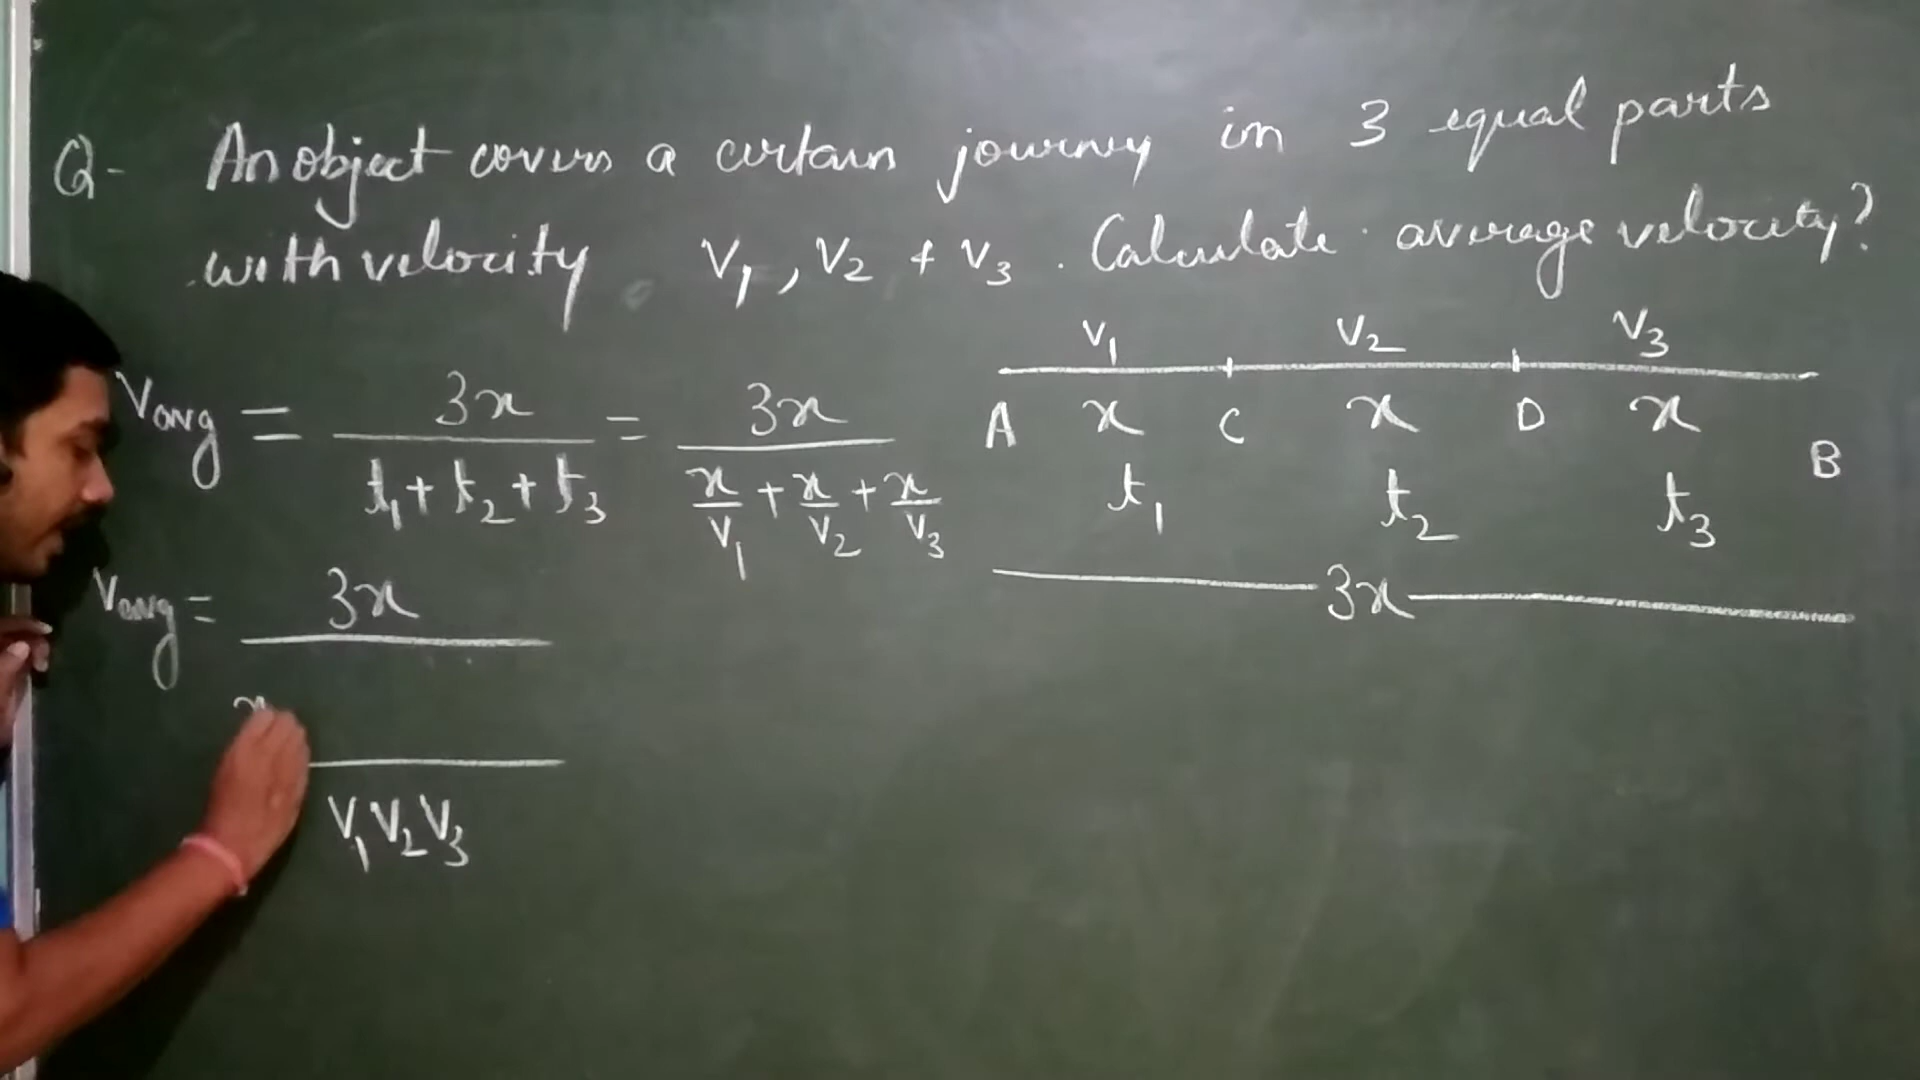 Q- An object covers a certain journey in 3 equal parts
with velocity V₁, V₂ + V₃. Calculate average velocity?
V₁ V₂ V₃
A x C x D x B
t₁ t₂ t₃
3x
Vavg = 3x / (t₁ + t₂ + t₃) = 3x / (x/V₁ + x/V₂ + x/V₃)
Vavg = 3x
x
V₁V₂V₃